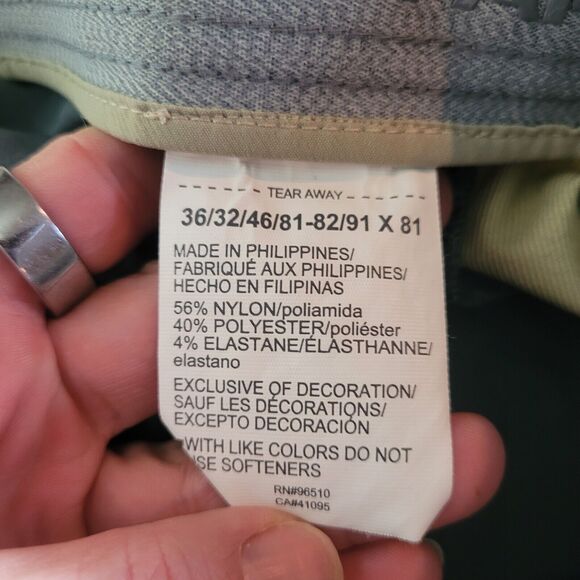 TEAR AWAY
36/32/46/81-82/91 X 81
MADE IN PHILIPPINES/
FABRIQUÉ AUX PHILIPPINES/
HECHO EN FILIPINAS
56% NYLON/poliamida
40% POLYESTER/poliéster
4% ELASTANE/ÉLASTHANNE/
elastano
EXCLUSIVE OF DECORATION/
SAUF LES DÉCORATIONS/
EXCEPTO DECORACIÓN
WITH LIKE COLORS DO NOT
SOFTENERS
RN#96510
CA#41095